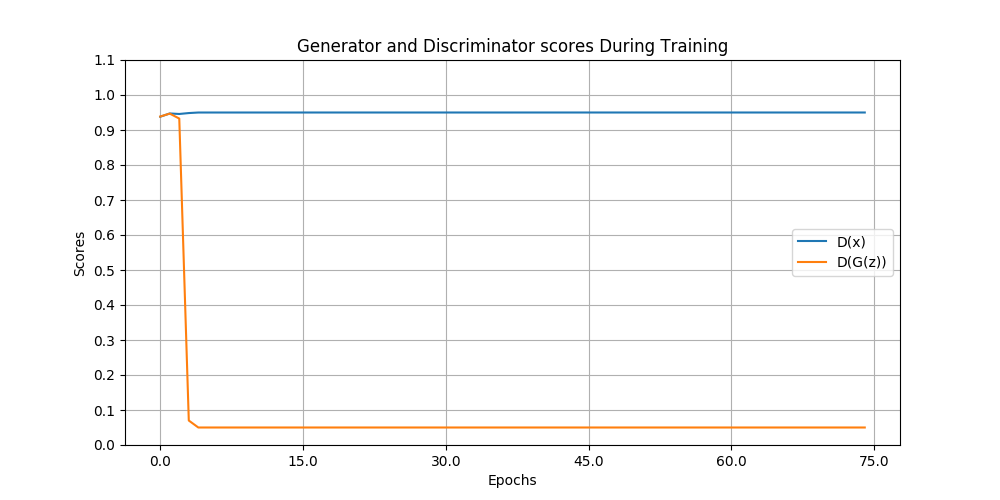 Generator and Discriminator scores During Training
1.1
1.0
0.9
0.8
0.7
0.6
0.5
0.4
0.3
0.2
0.1
0.0
Scores
D(x)
D(G(z))
0.0 15.0 30.0 45.0 60.0 75.0
Epochs